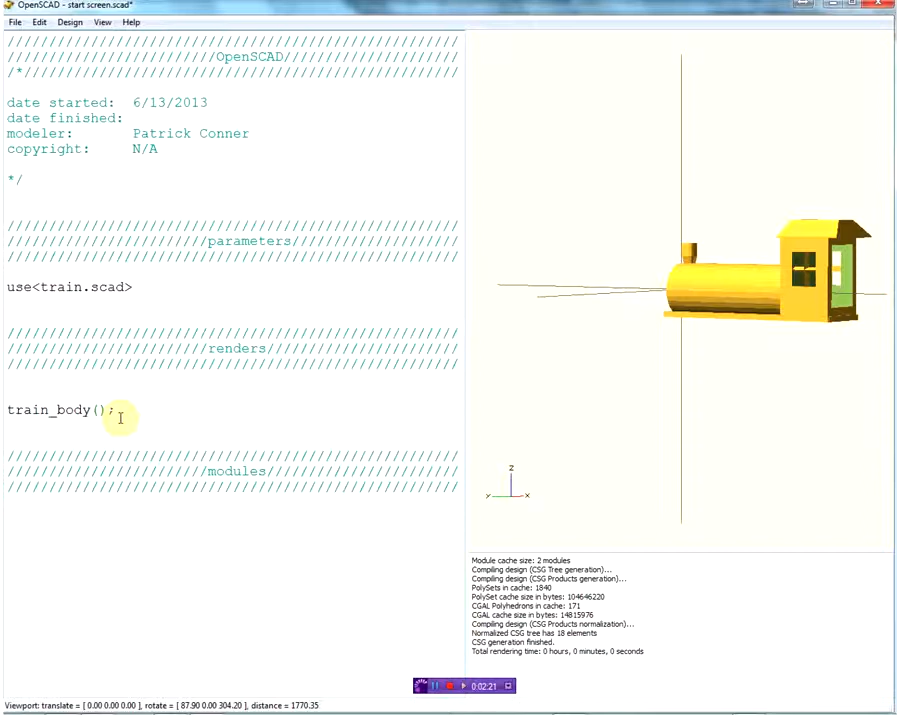 OpenSCAD - start screen.scad*
File Edit Design View Help
//////////////////////////////////////////////////////
/////////////////////////OpenSCAD/////////////////////
/*////////////////////////////////////////////////////
date started: 6/13/2013
date finished:
modeler: Patrick Conner
copyright: N/A
*/
//////////////////////////////////////////////////////
////////////////////////parameters////////////////////
//////////////////////////////////////////////////////
use<train.scad>
//////////////////////////////////////////////////////
////////////////////////renders///////////////////////
//////////////////////////////////////////////////////
train_body();
//////////////////////////////////////////////////////
////////////////////////modules///////////////////////
//////////////////////////////////////////////////////
z
y x
Module cache size: 2 modules
Compiling design (CSG Tree generation)...
Compiling design (CSG Products generation)...
PolySets in cache: 1840
PolySet cache size in bytes: 104646220
CGAL Polyhedrons in cache: 171
CGAL cache size in bytes: 14815976
Compiling design (CSG Products normalization)...
Normalized CSG tree has 18 elements
CSG generation finished.
Total rendering time: 0 hours, 0 minutes, 0 seconds
0:02:21
Viewport: translate = [ 0.00 0.00 0.00 ], rotate = [ 87.90 0.00 304.20 ], distance = 1770.35